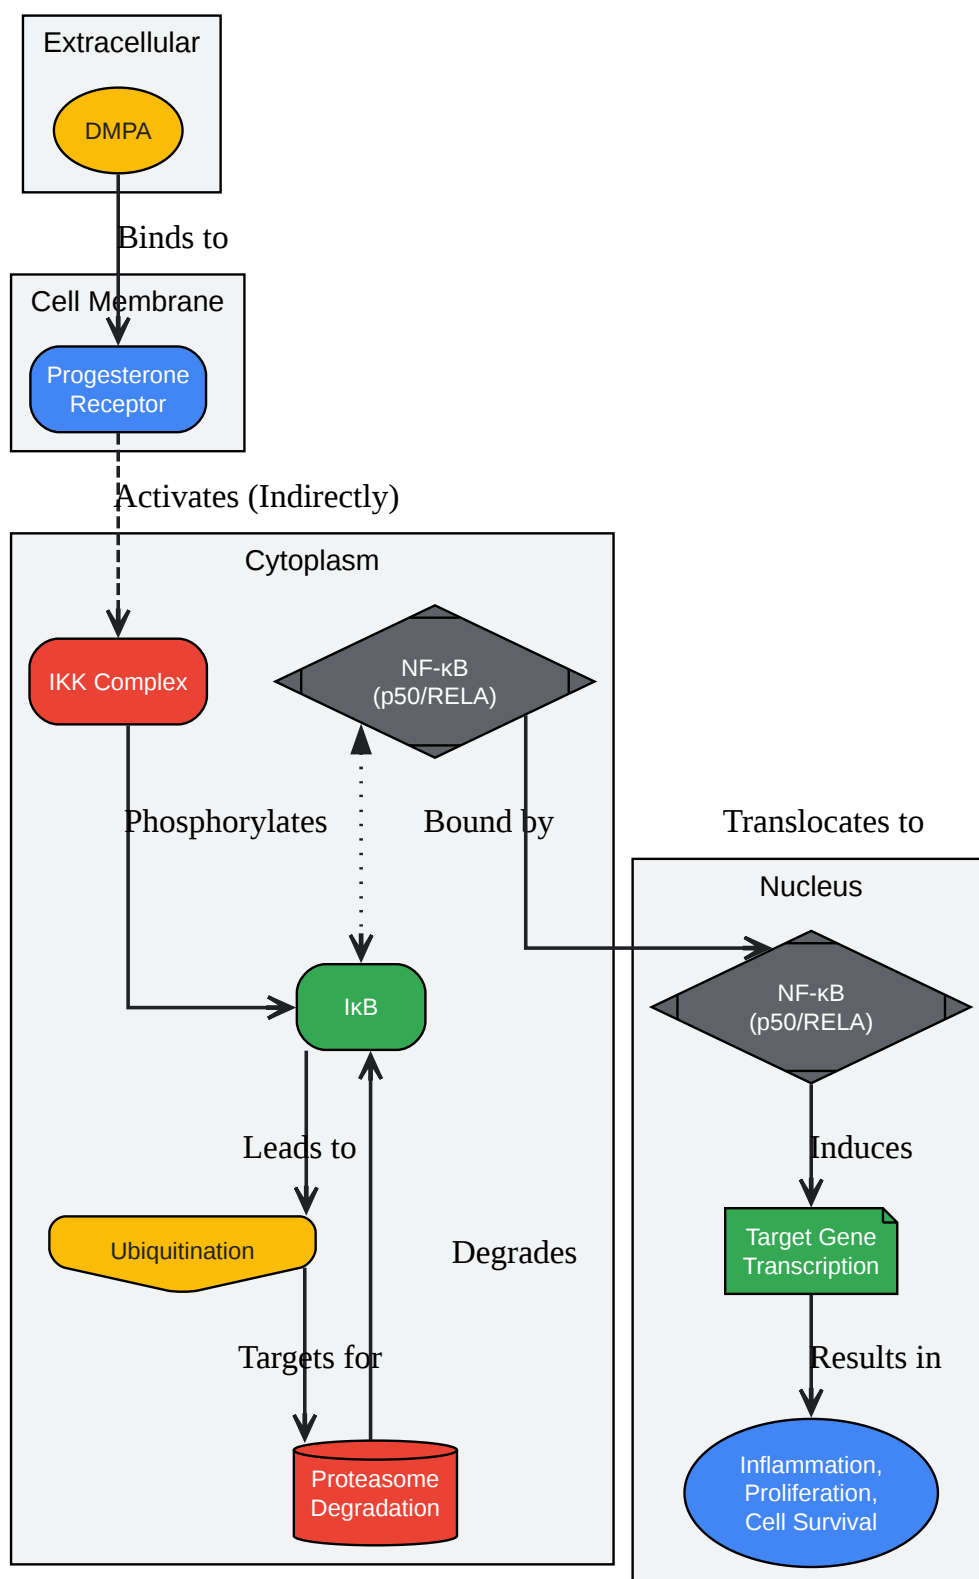 Extracellular
DMPA
Binds to
Cell Membrane
Progesterone
Receptor
Activates (Indirectly)
Cytoplasm
IKK Complex
NF-κB
(p50/RELA)
Phosphorylates
Bound by
Translocates to
Nucleus
IκB
NF-κB
(p50/RELA)
Leads to
Induces
Ubiquitination
Degrades
Target Gene
Transcription
Targets for
Results in
Proteasome
Degradation
Inflammation,
Proliferation,
Cell Survival